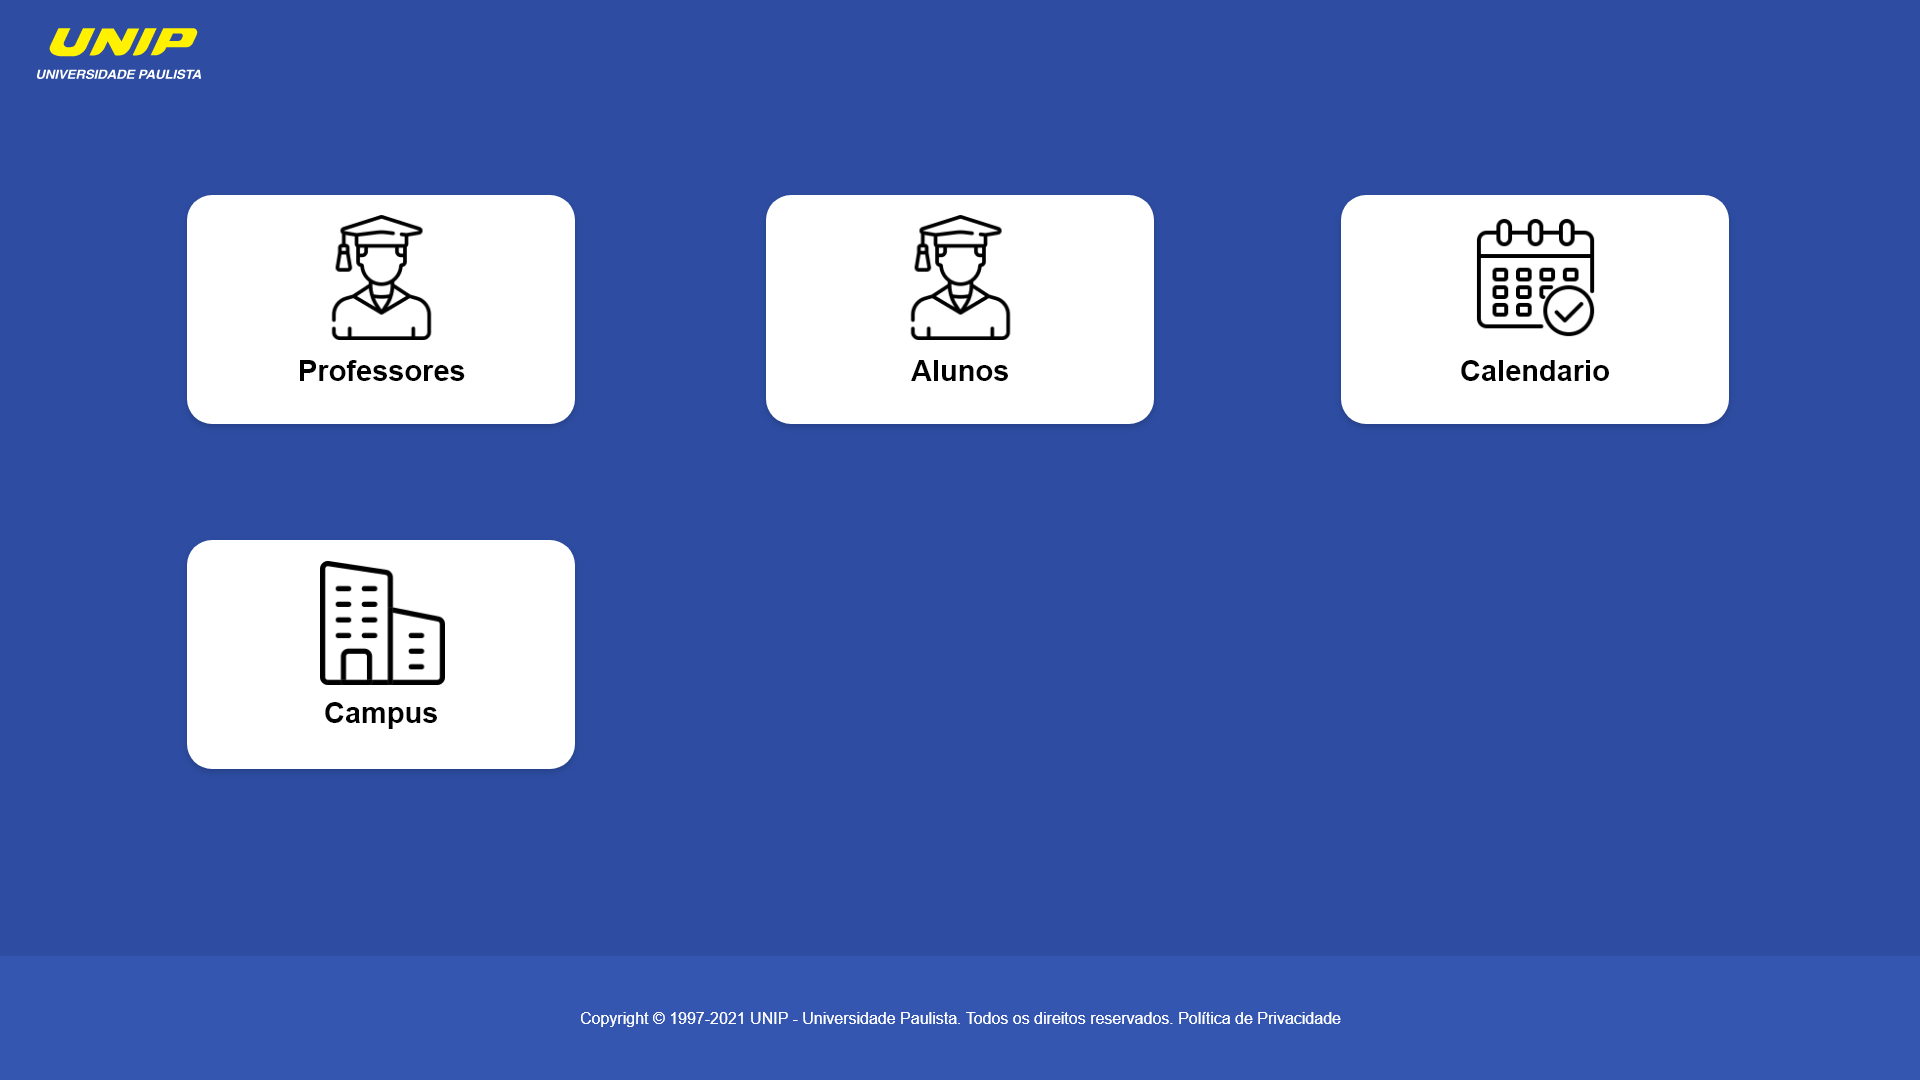 UNIP
UNIVERSIDADE PAULISTA
Professores
Alunos
Calendario
Campus
Copyright © 1997-2021 UNIP - Universidade Paulista. Todos os direitos reservados. Política de Privacidade